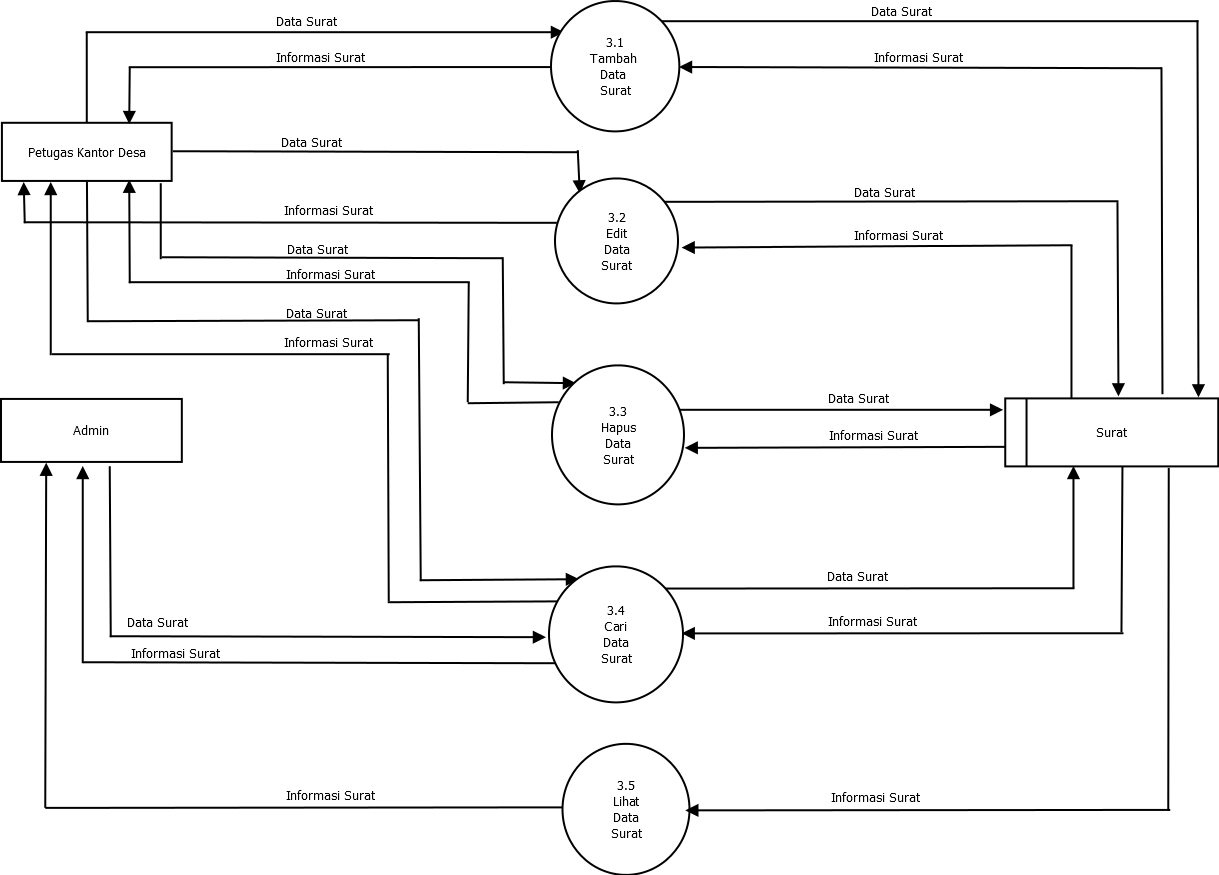 Data Surat
Data Surat
3.1
Tambah
Data
Surat
Informasi Surat
Informasi Surat
Petugas Kantor Desa
Data Surat
Data Surat
Informasi Surat
3.2
Edit
Data
Surat
Informasi Surat
Data Surat
Informasi Surat
Data Surat
Informasi Surat
Admin
3.3
Hapus
Data
Surat
Data Surat
Informasi Surat
Surat
Data Surat
3.4
Cari
Data
Surat
Data Surat
Informasi Surat
Informasi Surat
Informasi Surat
3.5
Lihat
Data
Surat
Informasi Surat